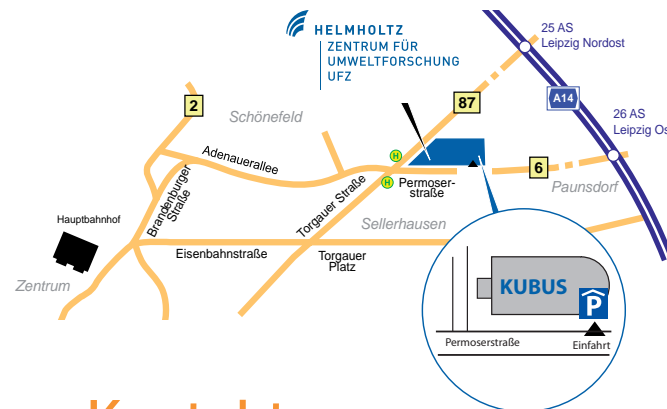 HELMHOLTZ
ZENTRUM FÜR
UMWELTFORSCHUNG
UFZ
25 AS
Leipzig Nordost
A14
26 AS
Leipzig Os
87
2
Schönefeld
H
Adenauerallee
6
Paunsdorf
H
Permoser-
straße
Brandenburger
Straße
Torgauer Straße
Sellerhausen
Hauptbahnhof
Eisenbahnstraße
Torgauer
Platz
Zentrum
KUBUS
P
Permoserstraße
Einfahrt